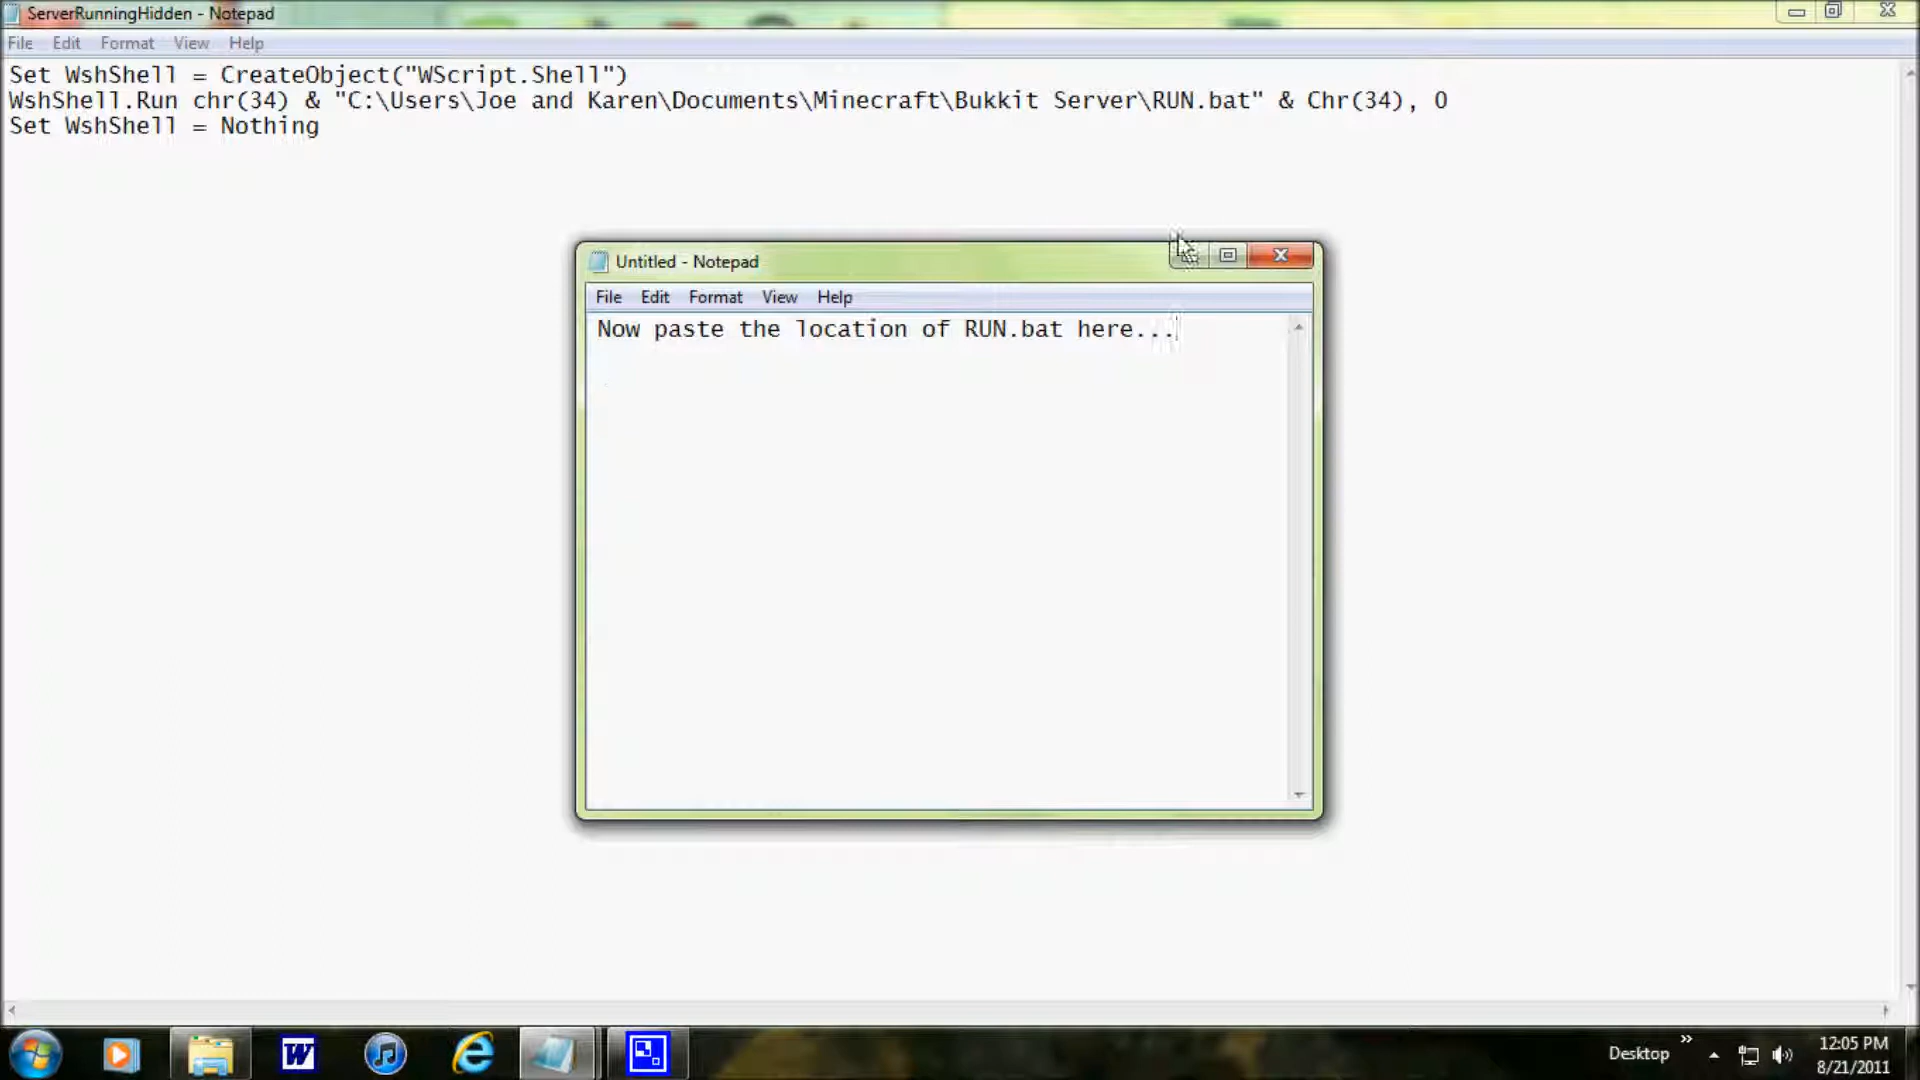 ServerRunningHidden - Notepad
File Edit Format View Help
Set WshShell = CreateObject("WScript.Shell")
WshShell.Run chr(34) & "C:\Users\Joe and Karen\Documents\Minecraft\Bukkit Server\RUN.bat" & Chr(34), 0
Set WshShell = Nothing
Untitled - Notepad
File Edit Format View Help
Now paste the location of RUN.bat here...
W
Desktop
12:05 PM
8/21/2011